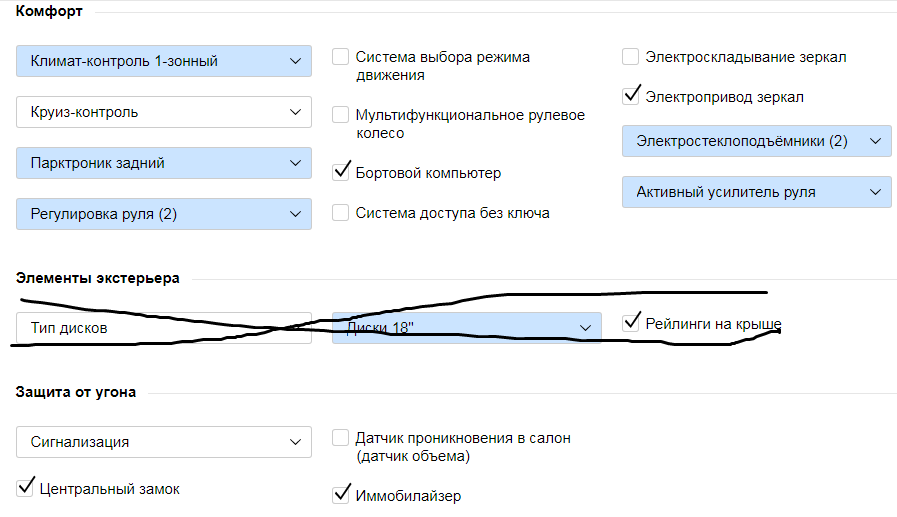 Комфорт
Климат-контроль 1-зонный
Круиз-контроль
Парктроник задний
Регулировка руля (2)
Система выбора режима
движения
Мультифункциональное рулевое
колесо
Бортовой компьютер
Система доступа без ключа
Электроскладывание зеркал
Электропривод зеркал
Электростеклоподъёмники (2)
Активный усилитель руля
Элементы экстерьера
Тип дисков
Диски 18"
Рейлинги на крыше
Защита от угона
Сигнализация
Центральный замок
Датчик проникновения в салон
(датчик объема)
Иммобилайзер